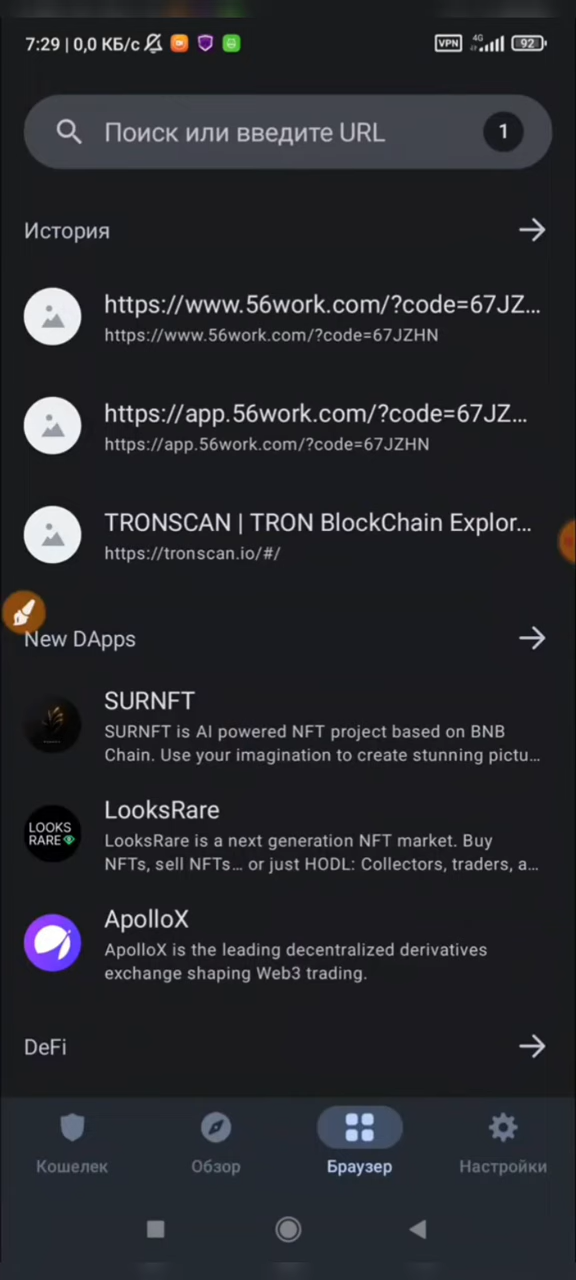 7:29 | 0,0 КБ/с
VPN 4G 92
Поиск или введите URL
1
История
https://www.56work.com/?code=67JZ...
https://www.56work.com/?code=67JZHN
https://app.56work.com/?code=67JZ...
https://app.56work.com/?code=67JZHN
TRONSCAN | TRON BlockChain Explor...
https://tronscan.io/#/
New DApps
SURNFT
SURNFT is AI powered NFT project based on BNB
Chain. Use your imagination to create stunning pictu...
LOOKS
RARE
LooksRare
LooksRare is a next generation NFT market. Buy
NFTs, sell NFTs... or just HODL: Collectors, traders, a...
ApolloX
ApolloX is the leading decentralized derivatives
exchange shaping Web3 trading.
DeFi
Кошелек
Обзор
Браузер
Настройки